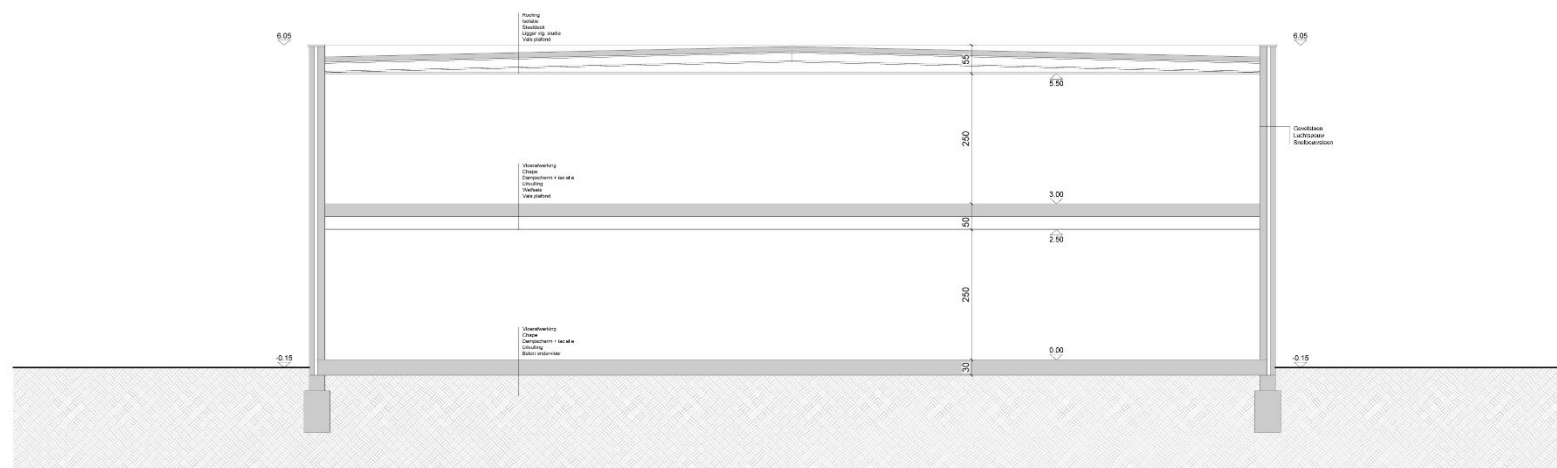 Roofing
Isolatie
Steeldeck
Ligger vlg. studie
Vals plafond
6.05
6.05
55
5.50
250
Gevelsteen
Luchtspouw
Snelbouwsteen
Vloerafwerking
Chape
Dampscherm + isolatie
Uitvulling
Welfsels
Vals plafond
3.00
50
2.50
250
Vloerafwerking
Chape
Dampscherm + isolatie
Uitvulling
Beton ondervloer
0.00
-0.15
-0.15
30